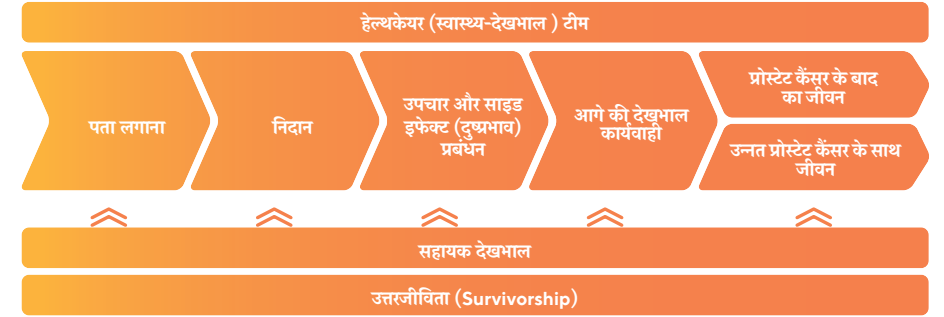 हेल्थकेयर (स्वास्थ्य-देखभाल ) टीम
पता लगाना
निदान
उपचार और साइड
इफेक्ट (दुष्प्रभाव)
प्रबंधन
आगे की देखभाल
कार्यवाही
प्रोस्टेट कैंसर के बाद
का जीवन
उन्नत प्रोस्टेट कैंसर के साथ
जीवन
सहायक देखभाल
उत्तरजीविता (Survivorship)